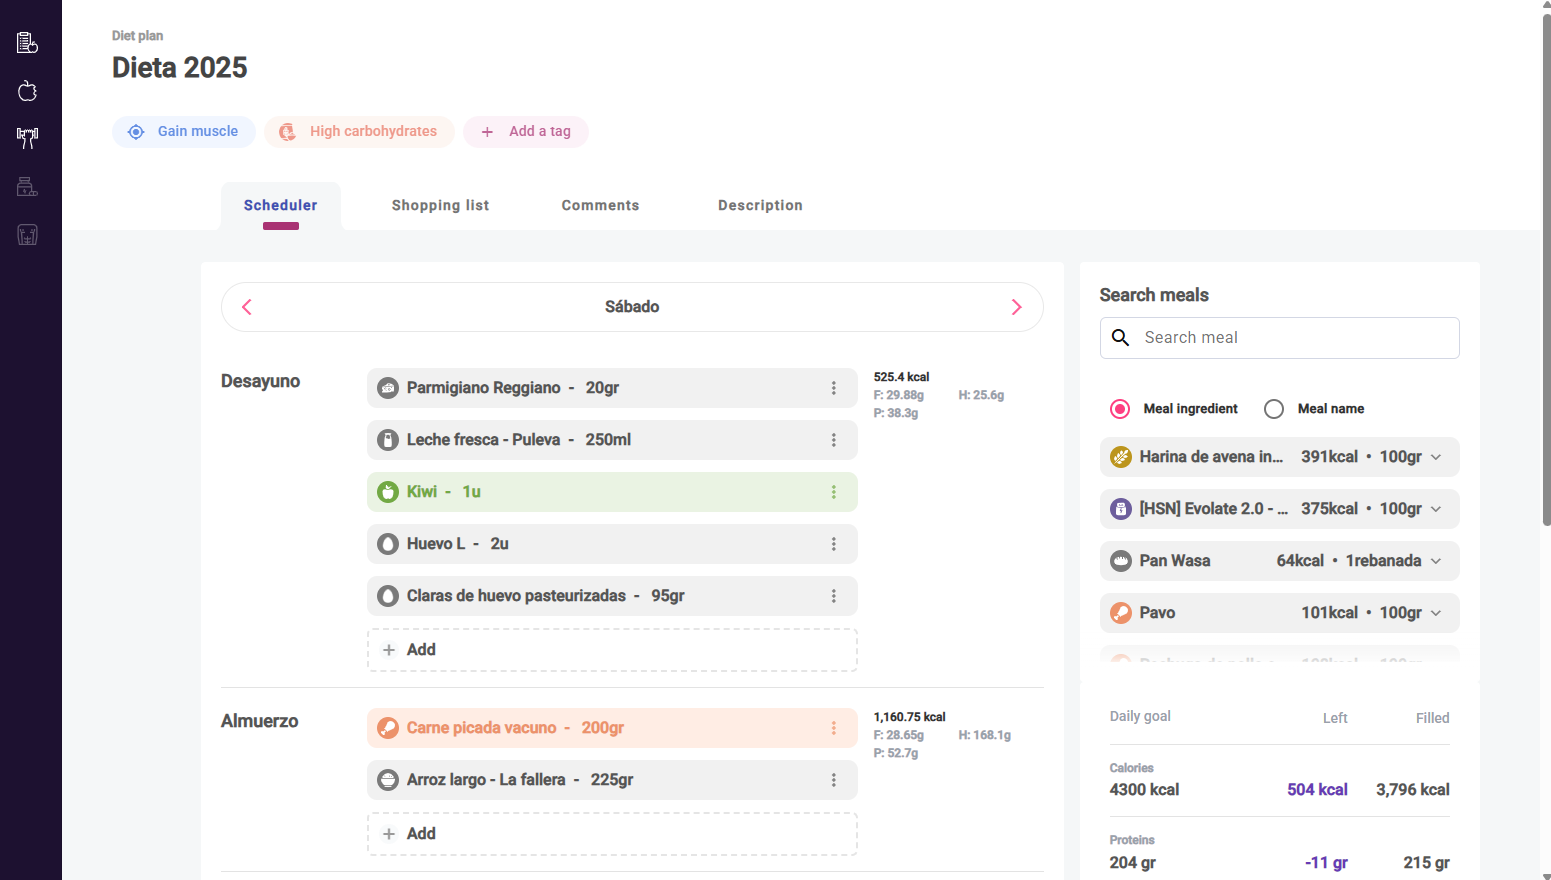 Diet plan
Dieta 2025
Gain muscle
High carbohydrates
+ Add a tag
Scheduler
Shopping list
Comments
Description
Sábado
Desayuno
Parmigiano Reggiano - 20gr
Leche fresca - Puleva - 250ml
Kiwi - 1u
Huevo L - 2u
Claras de huevo pasteurizadas - 95gr
+ Add
525.4 kcal
F: 29.88g H: 25.6g
P: 38.3g
Almuerzo
Carne picada vacuno - 200gr
Arroz largo - La fallera - 225gr
+ Add
1,160.75 kcal
F: 28.65g H: 168.1g
P: 52.7g
Search meals
Search meal
Meal ingredient
Meal name
Harina de avena in... 391kcal • 100gr
[HSN] Evolate 2.0 - ... 375kcal • 100gr
Pan Wasa 64kcal • 1rebanada
Pavo 101kcal • 100gr
Daily goal Left Filled
Calories
4300 kcal 504 kcal 3,796 kcal
Proteins
204 gr -11 gr 215 gr